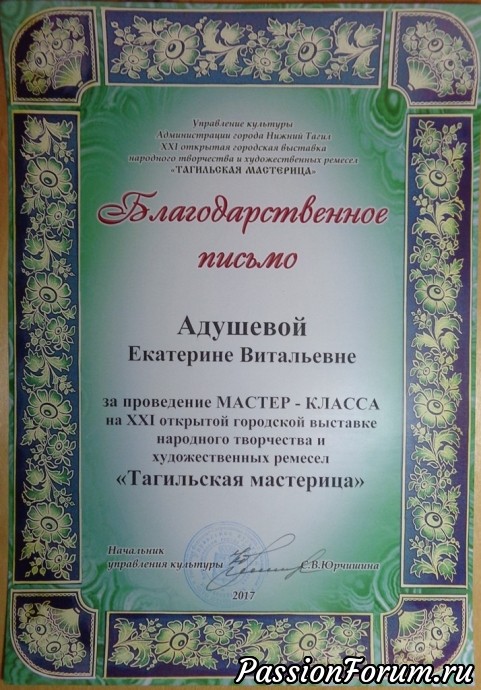 Управление культуры
Администрации города Нижний Тагил
XXI открытая городская выставка
народного творчества и художественных ремесел
«ТАГИЛЬСКАЯ МАСТЕРИЦА»
Благодарственное
письмо
Адушевой
Екатерине Витальевне
за проведение МАСТЕР - КЛАССА
на XXI открытой городской выставке
народного творчества и
художественных ремесел
«Тагильская мастерица»
Начальник
управления культуры С.В.Юрчишина
2017
PassionForum.ru